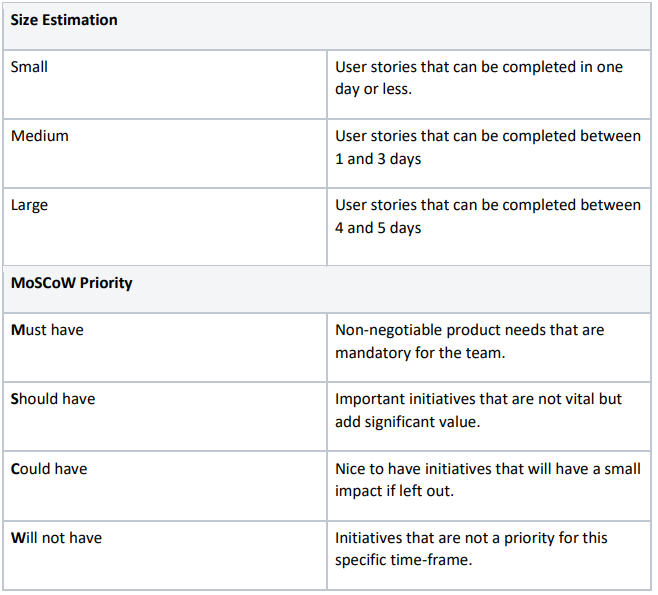 Size Estimation
Small
User stories that can be completed in one
day or less.
Medium
User stories that can be completed between
1 and 3 days
Large
User stories that can be completed between
4 and 5 days
MoSCoW Priority
Must have
Non-negotiable product needs that are
mandatory for the team.
Should have
Important initiatives that are not vital but
add significant value.
Could have
Nice to have initiatives that will have a small
impact if left out.
Will not have
Initiatives that are not a priority for this
specific time-frame.